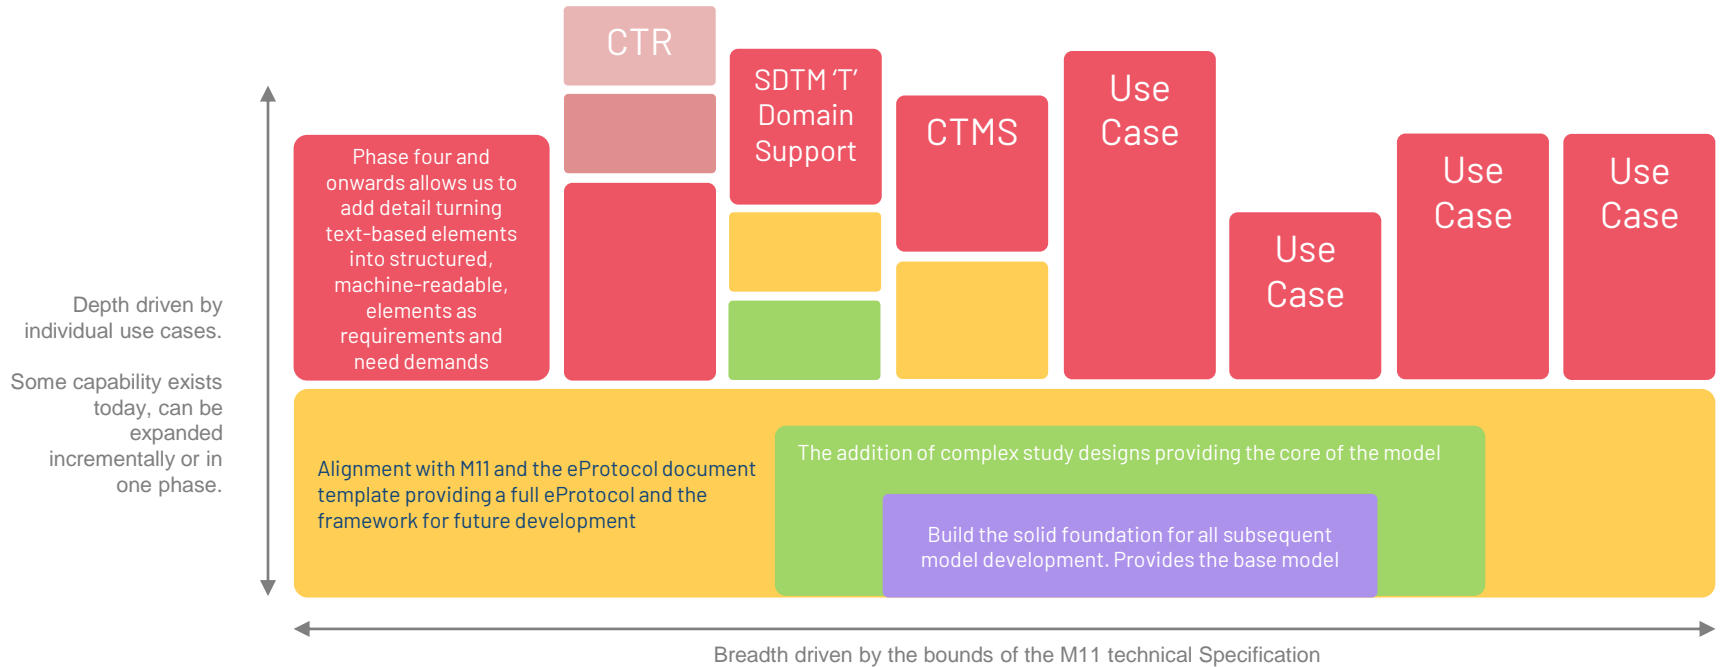 CTR
SDTM ‘T’
Domain
Support
CTMS
Use
Case
Use
Case
Use
Case
Use
Case
Phase four and
onwards allows us to
add detail turning
text-based elements
into structured,
machine-readable,
elements as
requirements and
need demands
Depth driven by
individual use cases.
Some capability exists
today, can be
expanded
incrementally or in
one phase.
Alignment with M11 and the eProtocol document
template providing a full eProtocol and the
framework for future development
The addition of complex study designs providing the core of the model
Build the solid foundation for all subsequent
model development. Provides the base model
Breadth driven by the bounds of the M11 technical Specification